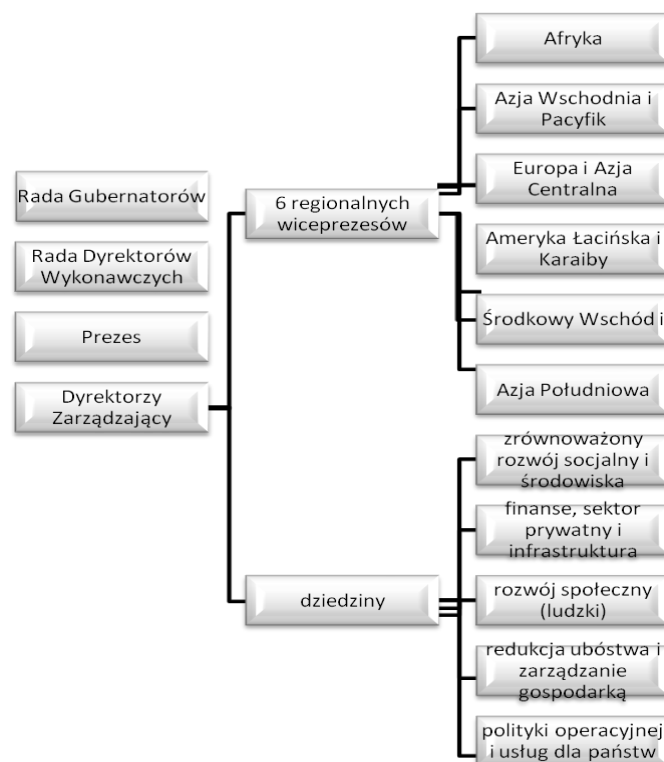 Rada Gubernatorów
Rada Dyrektorów
Wykonawczych
Prezes
Dyrektorzy
Zarządzający
6 regionalnych
wiceprezesów
dziedziny
Afryka
Azja Wschodnia i
Pacyfik
Europa i Azja
Centralna
Ameryka Łacińska i
Karaiby
Środkowy Wschód i
Azja Południowa
zrównoważony
rozwój socjalny i
środowiska
finanse, sektor
prywatny i
infrastruktura
rozwój społeczny
(ludzki)
redukcja ubóstwa i
zarządzanie
gospodarką
polityki operacyjnej
i usług dla państw